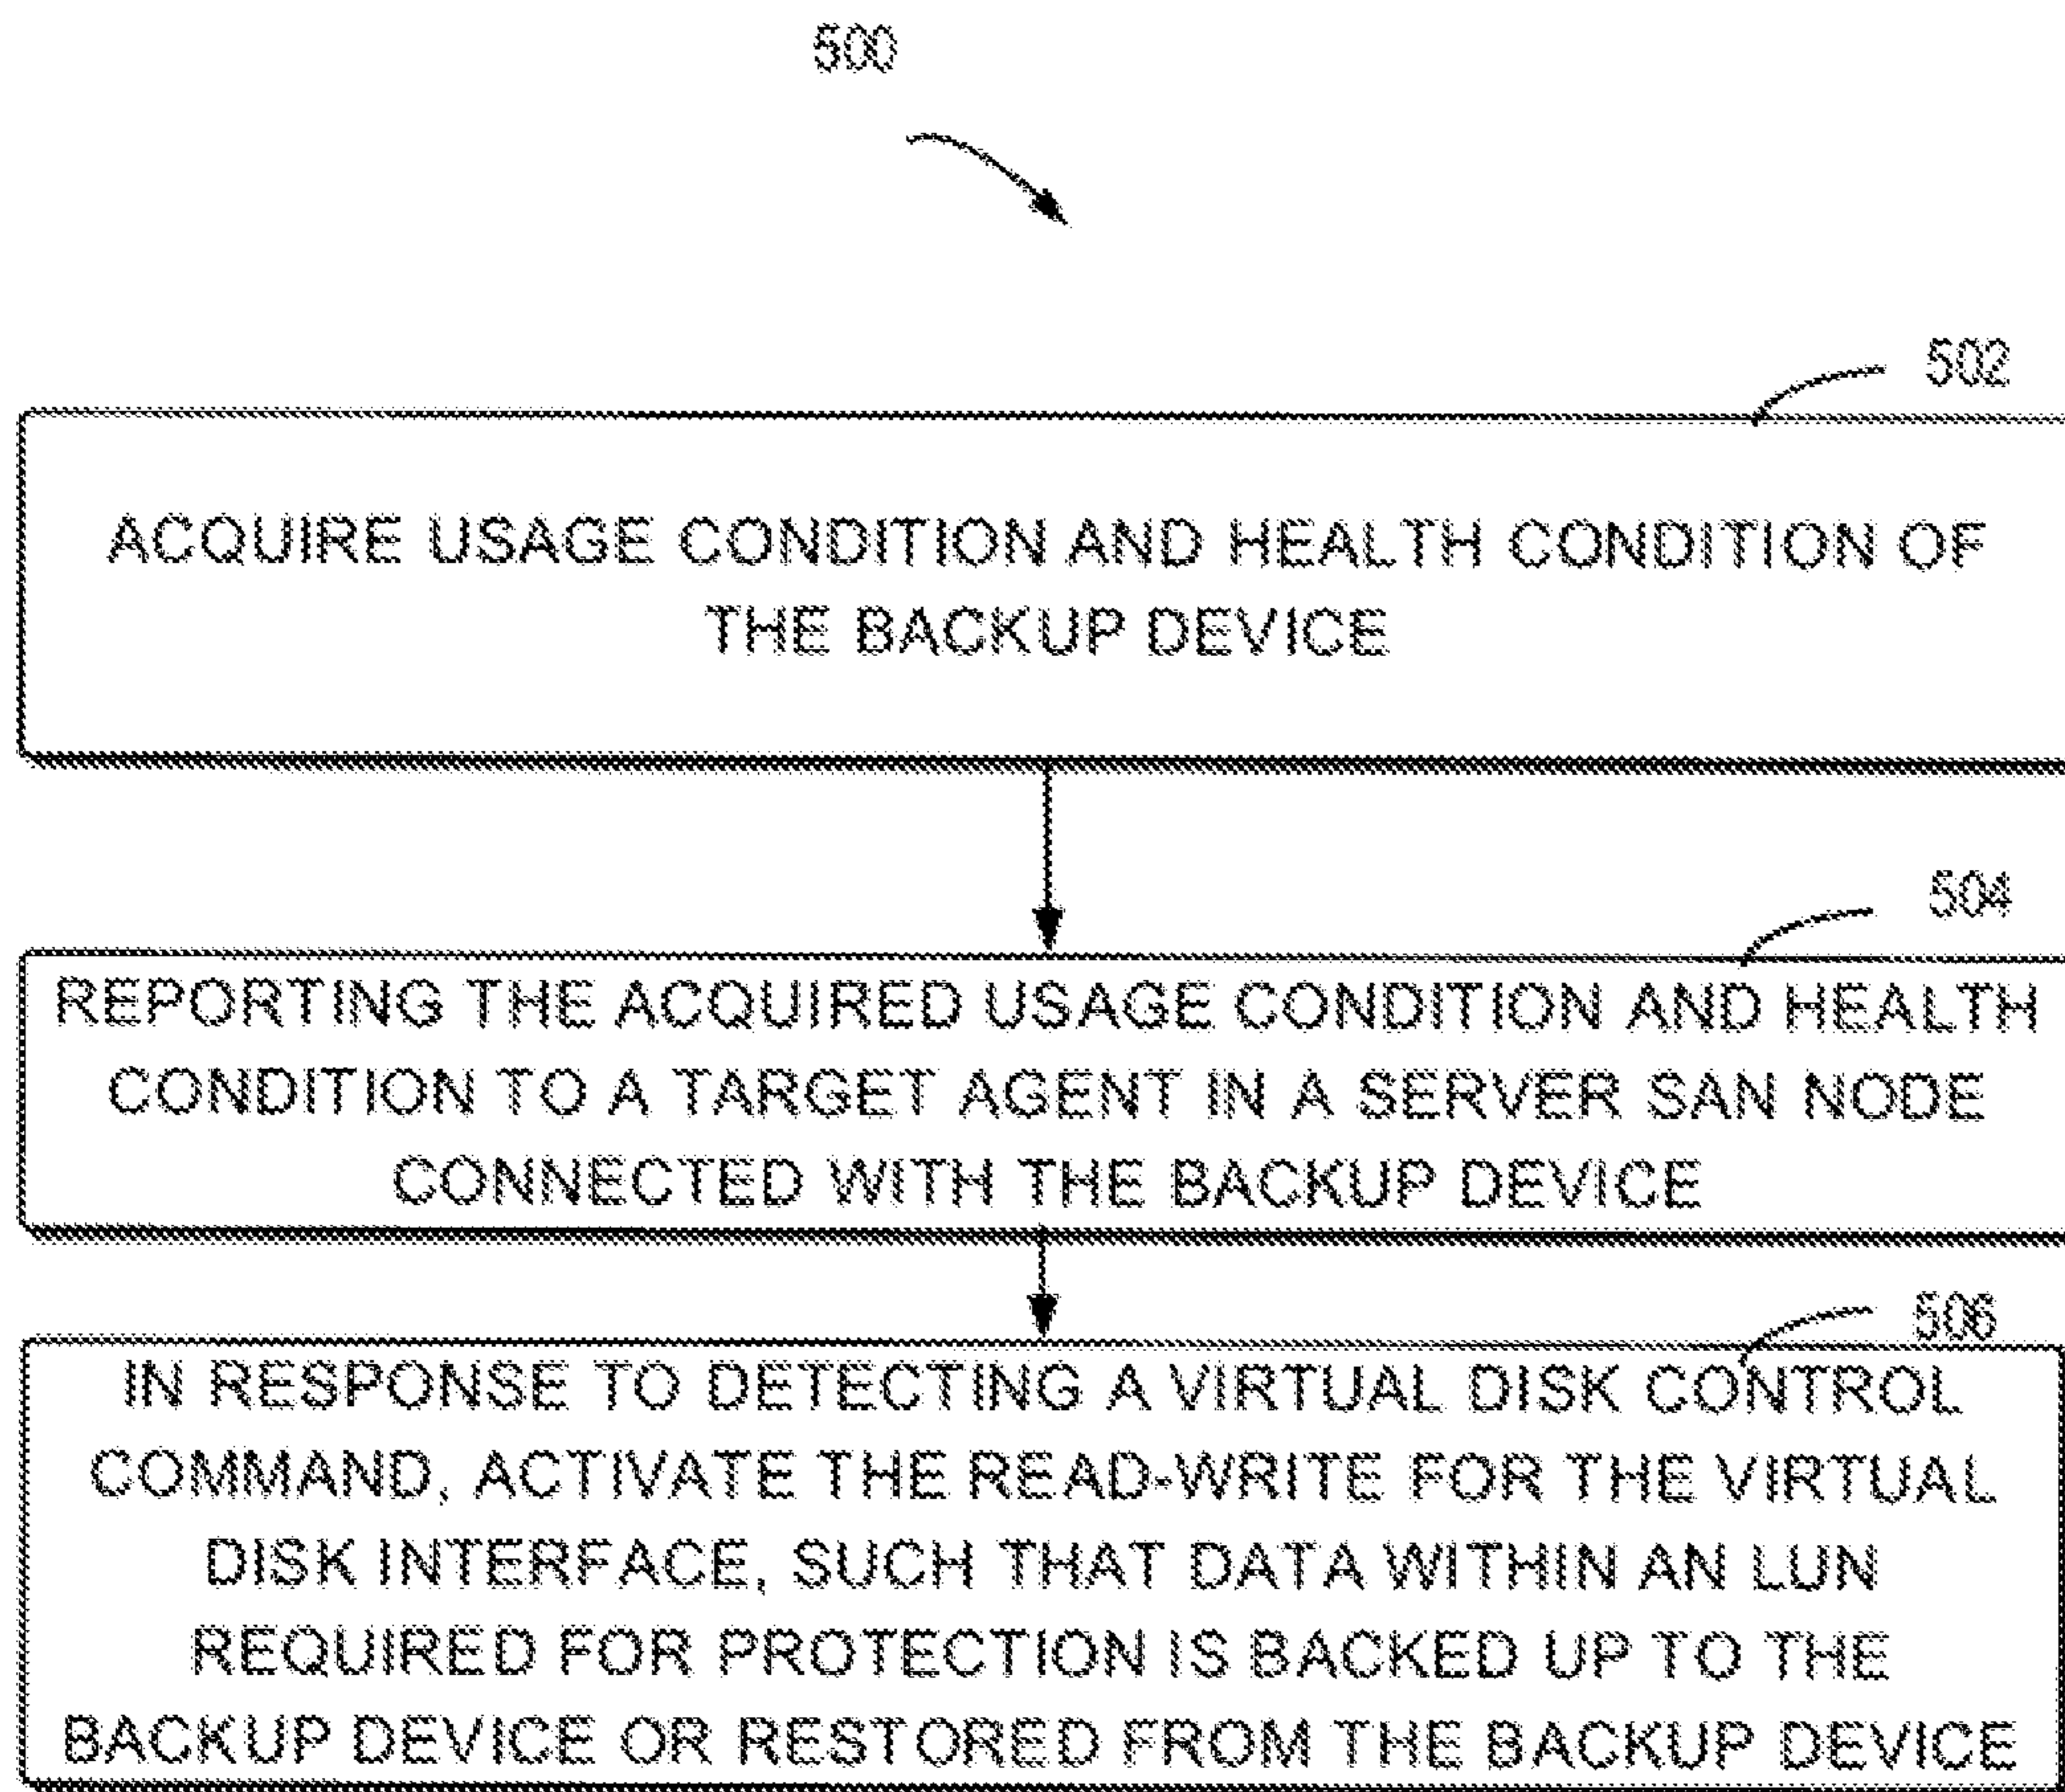 500
502
ACQUIRE USAGE CONDITION AND HEALTH CONDITION OF
THE BACKUP DEVICE
504
REPORTING THE ACQUIRED USAGE CONDITION AND HEALTH
CONDITION TO A TARGET AGENT IN A SERVER SAN NODE
CONNECTED WITH THE BACKUP DEVICE
506
IN RESPONSE TO DETECTING A VIRTUAL DISK CONTROL
COMMAND, ACTIVATE THE READ-WRITE FOR THE VIRTUAL
DISK INTERFACE, SUCH THAT DATA WITHIN AN LUN
REQUIRED FOR PROTECTION IS BACKED UP TO THE
BACKUP DEVICE OR RESTORED FROM THE BACKUP DEVICE